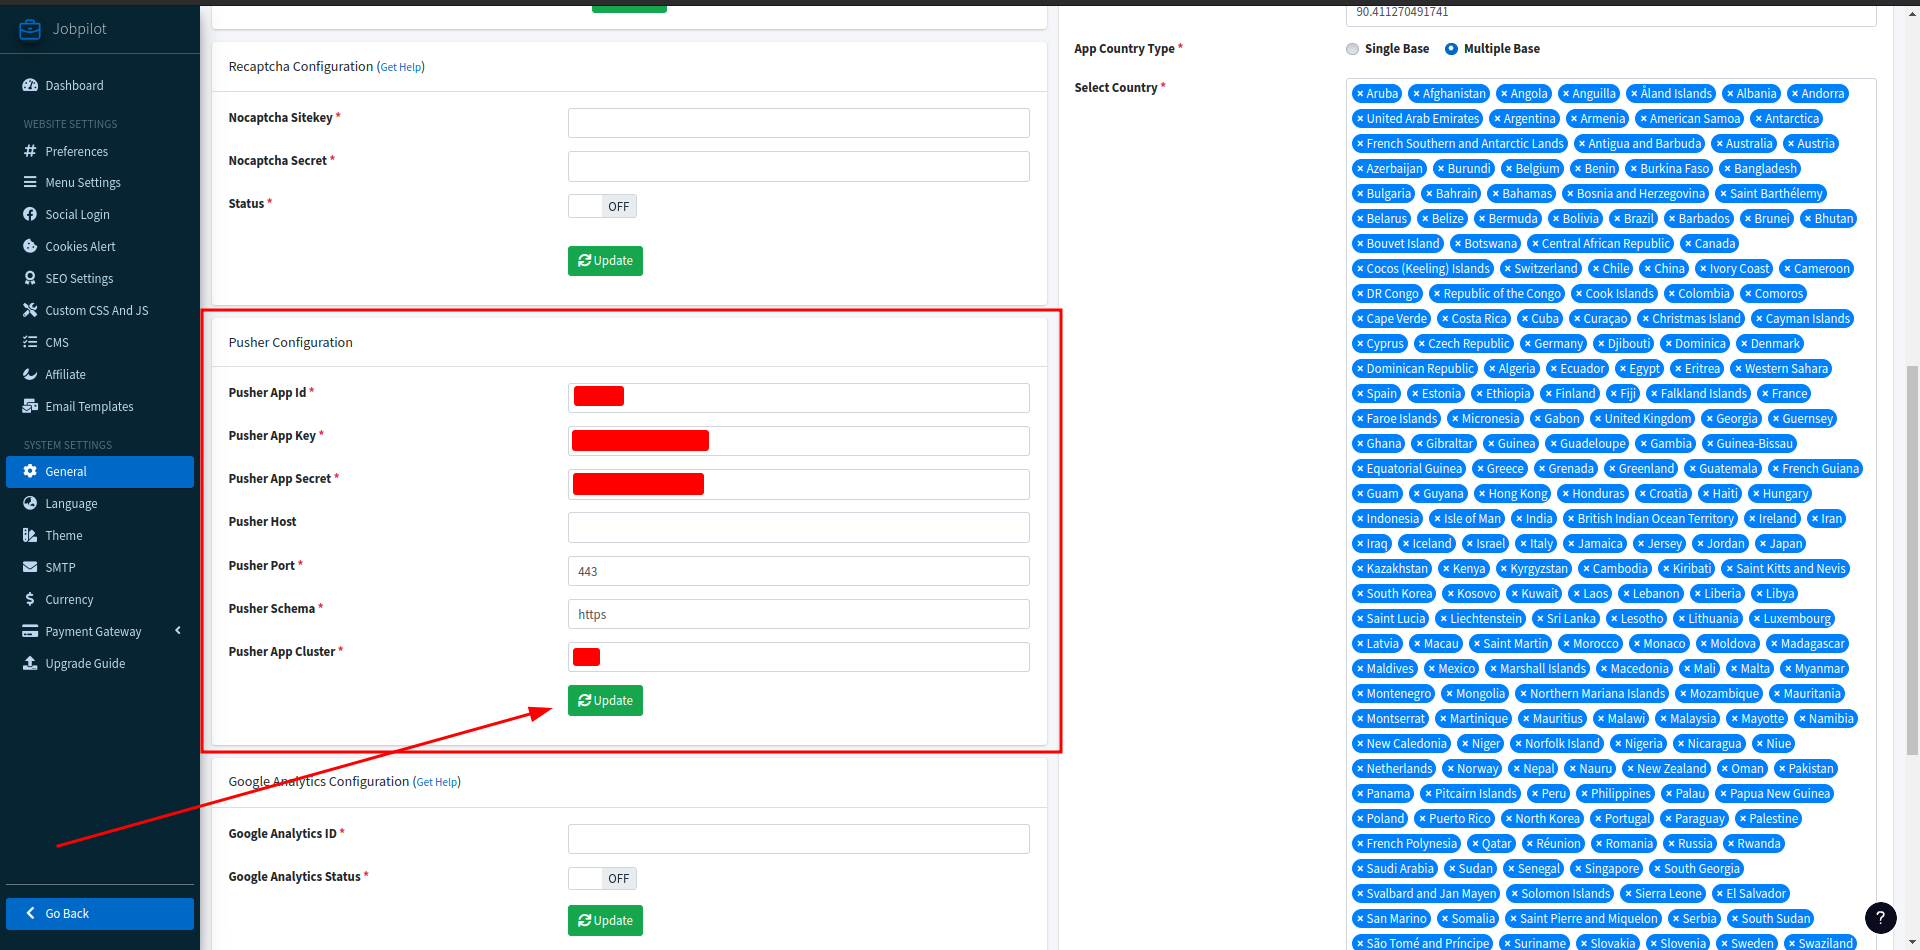 Jobpilot
Dashboard
WEBSITE SETTINGS
Preferences
Menu Settings
Social Login
Cookies Alert
SEO Settings
Custom CSS And JS
CMS
Affiliate
Email Templates
SYSTEM SETTINGS
General
Language
Theme
SMTP
Currency
Payment Gateway
Upgrade Guide
Go Back
Recaptcha Configuration (Get Help)
Nocaptcha Sitekey *
Nocaptcha Secret *
Status *
OFF
Update
Pusher Configuration
Pusher App Id *
Pusher App Key *
Pusher App Secret *
Pusher Host
Pusher Port *
443
Pusher Schema *
https
Pusher App Cluster *
Update
Google Analytics Configuration (Get Help)
Google Analytics ID *
Google Analytics Status *
OFF
Update
90.411270491741
App Country Type *
Single Base Multiple Base
Select Country *
× Aruba × Afghanistan × Angola × Anguilla × Åland Islands × Albania × Andorra
× United Arab Emirates × Argentina × Armenia × American Samoa × Antarctica
× French Southern and Antarctic Lands × Antigua and Barbuda × Australia × Austria
× Azerbaijan × Burundi × Belgium × Benin × Burkina Faso × Bangladesh
× Bulgaria × Bahrain × Bahamas × Bosnia and Herzegovina × Saint Barthélemy
× Belarus × Belize × Bermuda × Bolivia × Brazil × Barbados × Brunei × Bhutan
× Bouvet Island × Botswana × Central African Republic × Canada
× Cocos (Keeling) Islands × Switzerland × Chile × China × Ivory Coast × Cameroon
× DR Congo × Republic of the Congo × Cook Islands × Colombia × Comoros
× Cape Verde × Costa Rica × Cuba × Curaçao × Christmas Island × Cayman Islands
× Cyprus × Czech Republic × Germany × Djibouti × Dominica × Denmark
× Dominican Republic × Algeria × Ecuador × Egypt × Eritrea × Western Sahara
× Spain × Estonia × Ethiopia × Finland × Fiji × Falkland Islands × France
× Faroe Islands × Micronesia × Gabon × United Kingdom × Georgia × Guernsey
× Ghana × Gibraltar × Guinea × Guadeloupe × Gambia × Guinea-Bissau
× Equatorial Guinea × Greece × Grenada × Greenland × Guatemala × French Guiana
× Guam × Guyana × Hong Kong × Honduras × Croatia × Haiti × Hungary
× Indonesia × Isle of Man × India × British Indian Ocean Territory × Ireland × Iran
× Iraq × Iceland × Israel × Italy × Jamaica × Jersey × Jordan × Japan
× Kazakhstan × Kenya × Kyrgyzstan × Cambodia × Kiribati × Saint Kitts and Nevis
× South Korea × Kosovo × Kuwait × Laos × Lebanon × Liberia × Libya
× Saint Lucia × Liechtenstein × Sri Lanka × Lesotho × Lithuania × Luxembourg
× Latvia × Macau × Saint Martin × Morocco × Monaco × Moldova × Madagascar
× Maldives × Mexico × Marshall Islands × Macedonia × Mali × Malta × Myanmar
× Montenegro × Mongolia × Northern Mariana Islands × Mozambique × Mauritania
× Montserrat × Martinique × Mauritius × Malawi × Malaysia × Mayotte × Namibia
× New Caledonia × Niger × Norfolk Island × Nigeria × Nicaragua × Niue
× Netherlands × Norway × Nepal × Nauru × New Zealand × Oman × Pakistan
× Panama × Pitcairn Islands × Peru × Philippines × Palau × Papua New Guinea
× Poland × Puerto Rico × North Korea × Portugal × Paraguay × Palestine
× French Polynesia × Qatar × Réunion × Romania × Russia × Rwanda
× Saudi Arabia × Sudan × Senegal × Singapore × South Georgia
× Svalbard and Jan Mayen × Solomon Islands × Sierra Leone × El Salvador
× San Marino × Somalia × Saint Pierre and Miquelon × Serbia × South Sudan
× São Tomé and Príncipe × Suriname × Slovakia × Slovenia × Sweden × Swaziland
?